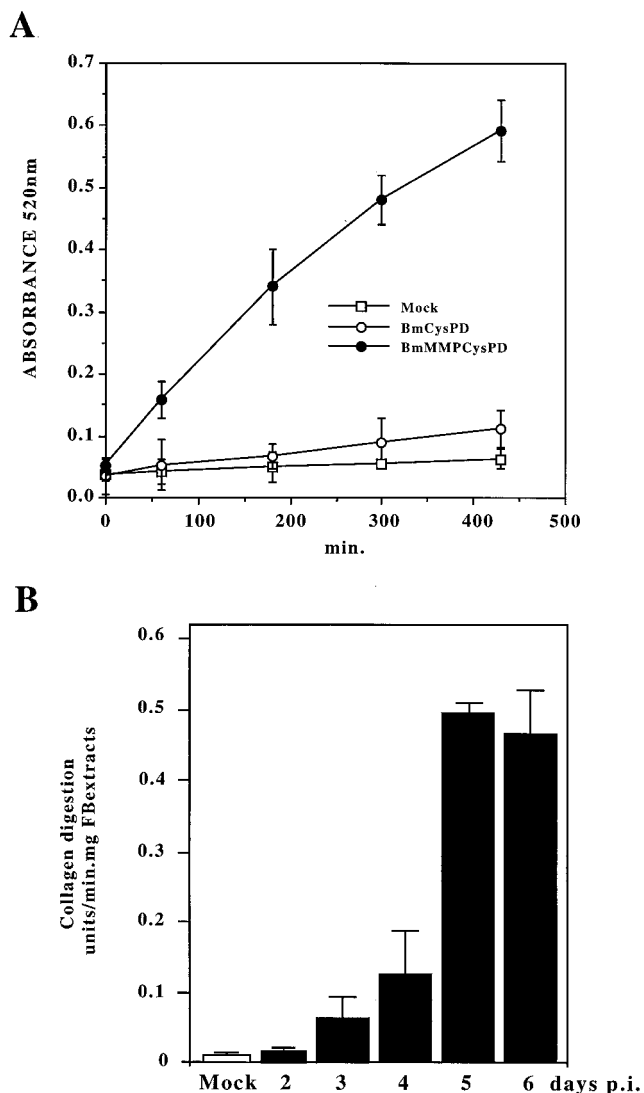 A
0.7
0.6
0.5
0.4
0.3
0.2
0.1
0.0
ABSORBANCE 520nm
Mock
BmCysPD
BmMMPCysPD
0 100 200 300 400 500
min.
B
0.6
0.5
0.4
0.3
0.2
0.1
0
Collagen digestion
units/min.mg FBextracts
Mock 2 3 4 5 6 days p.i.